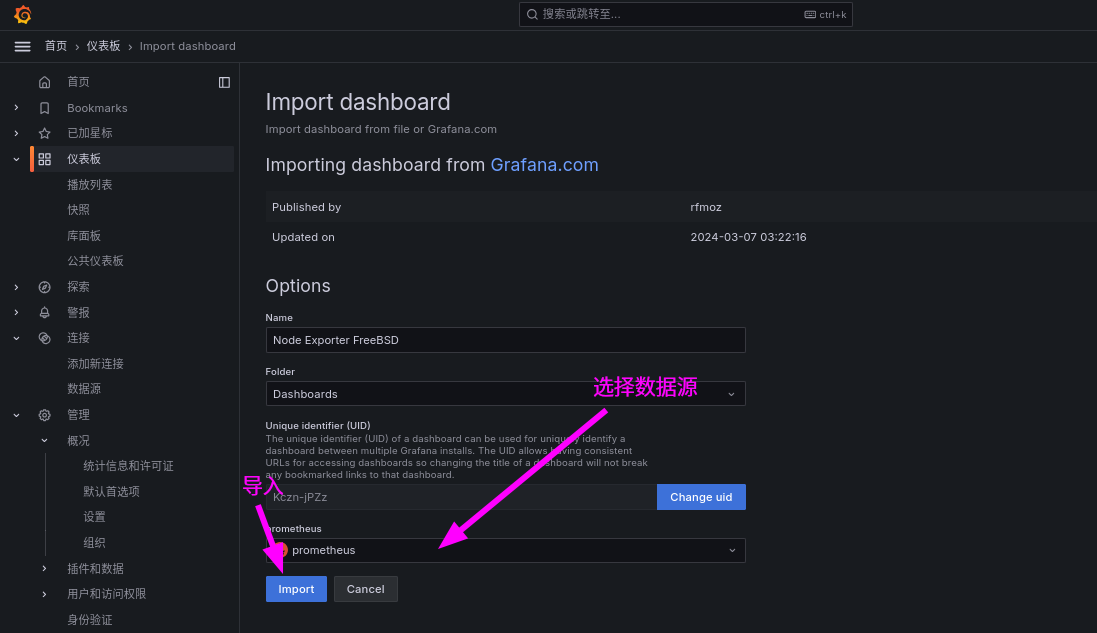 搜索或跳转至...
ctrl+k
首页 › 仪表板 › Import dashboard
首页
Bookmarks
已加星标
仪表板
播放列表
快照
库面板
公共仪表板
探索
警报
连接
添加新连接
数据源
管理
概况
统计信息和许可证
默认首选项
设置
组织
插件和数据
用户和访问权限
身份验证
Import dashboard
Import dashboard from file or Grafana.com
Importing dashboard from Grafana.com
Published by rfmoz
Updated on 2024-03-07 03:22:16
Options
Name
Node Exporter FreeBSD
Folder
Dashboards
选择数据源
Unique identifier (UID)
The unique identifier (UID) of a dashboard can be used for uniquely identify a
dashboard between multiple Grafana installs. The UID allows having consistent
URLs for accessing dashboards so changing the title of a dashboard will not break
any bookmarked links to that dashboard.
导入
Kczn-jPZz
Change uid
prometheus
prometheus
Import
Cancel